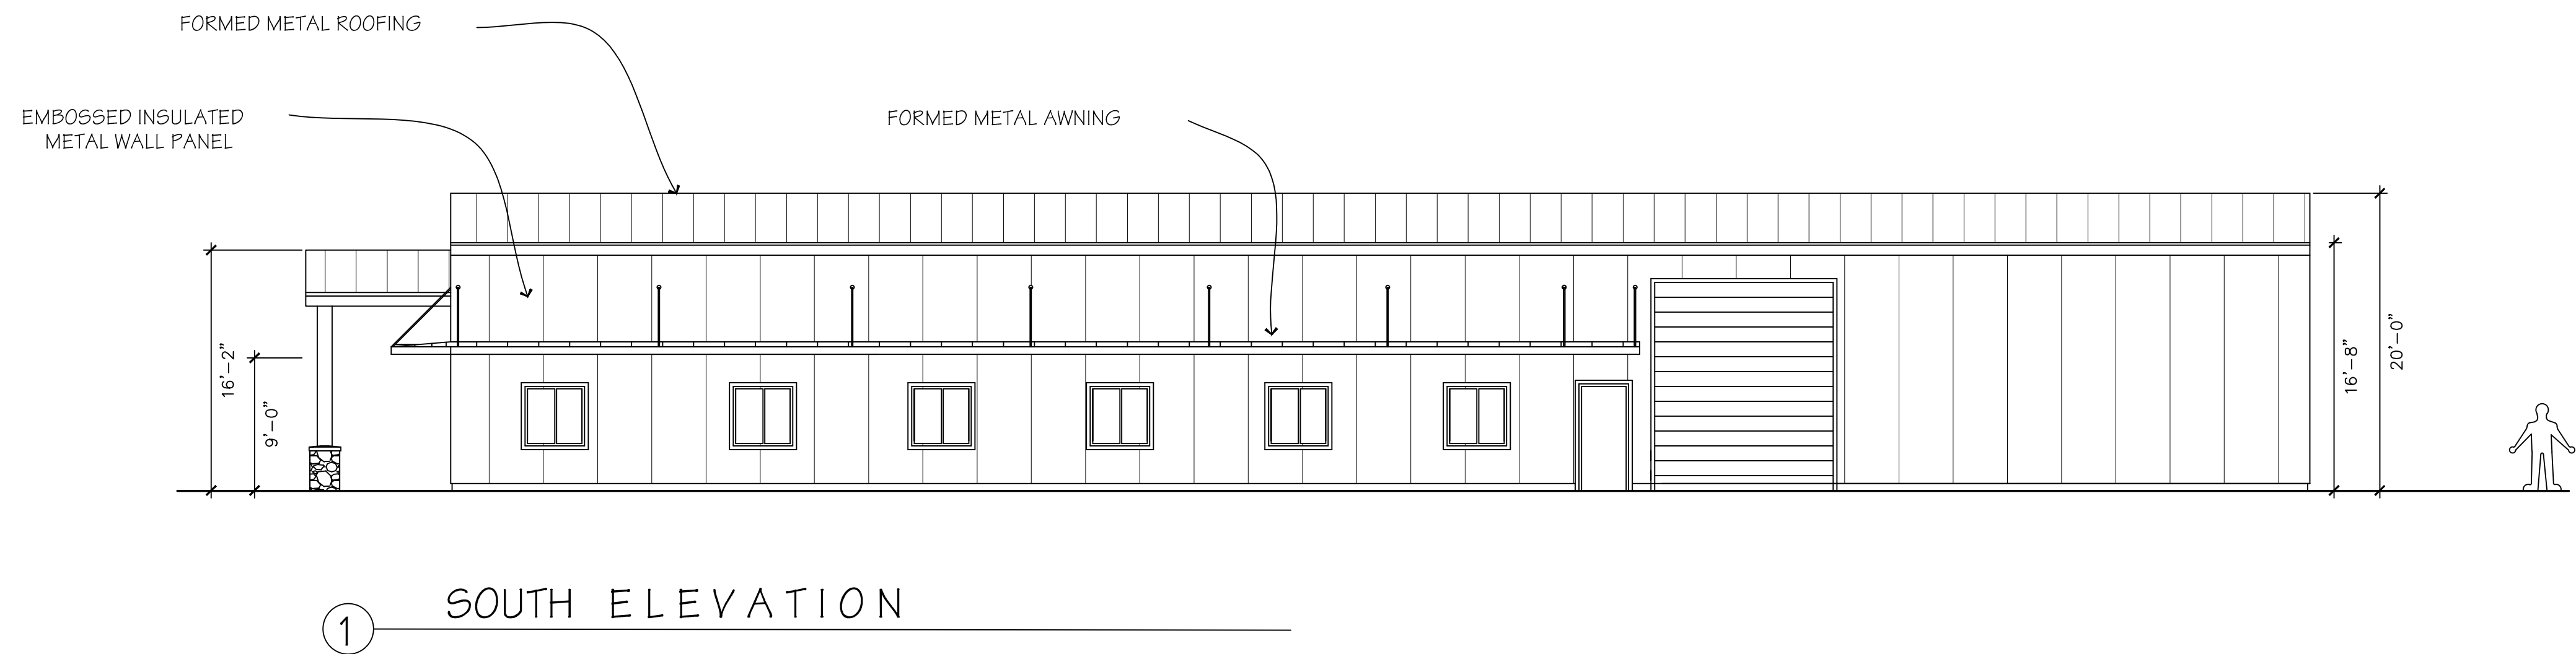 FORMED METAL ROOFING
EMBOSSED INSULATED
METAL WALL PANEL
FORMED METAL AWNING
16'-2"
9'-0"
16'-8"
20'-0"
SOUTH ELEVATION
1